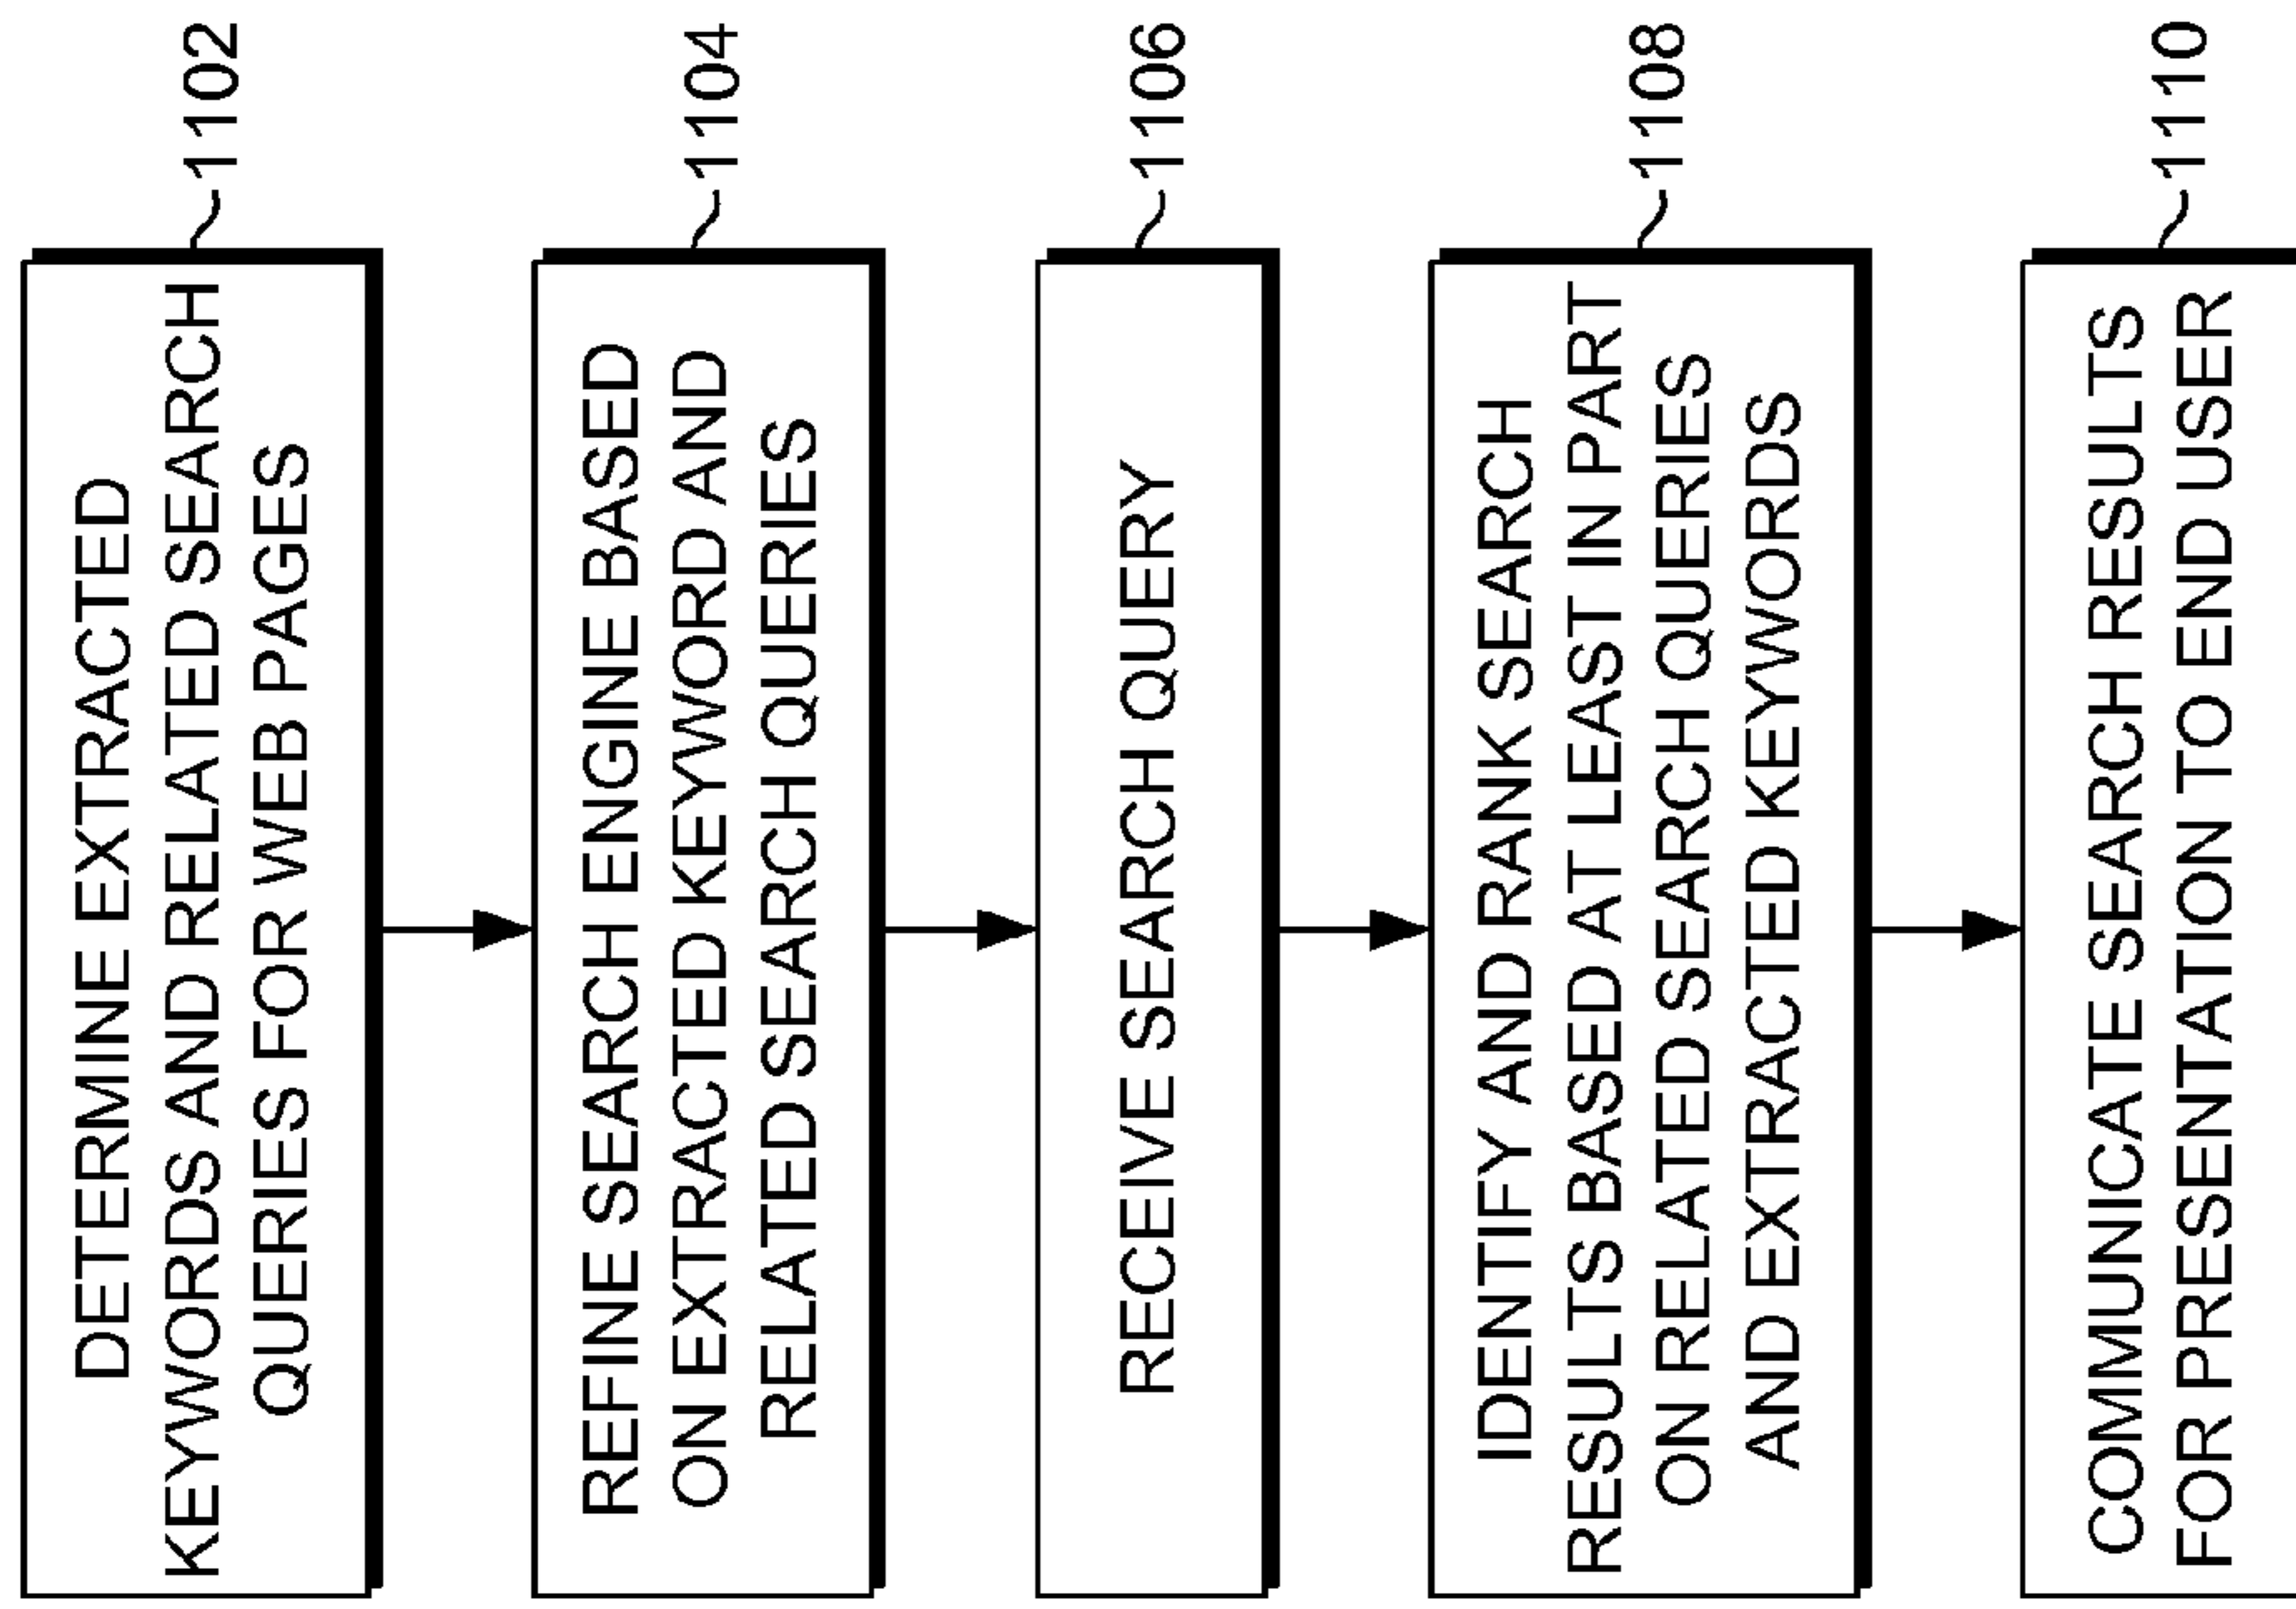 DETERMINE EXTRACTED
KEYWORDS AND RELATED SEARCH
QUERIES FOR WEB PAGES
1102
REFINE SEARCH ENGINE BASED
ON EXTRACTED KEYWORD AND
RELATED SEARCH QUERIES
1104
RECEIVE SEARCH QUERY
1106
IDENTIFY AND RANK SEARCH
RESULTS BASED AT LEAST IN PART
ON RELATED SEARCH QUERIES
AND EXTRACTED KEYWORDS
1108
COMMUNICATE SEARCH RESULTS
FOR PRESENTATION TO END USER
1110